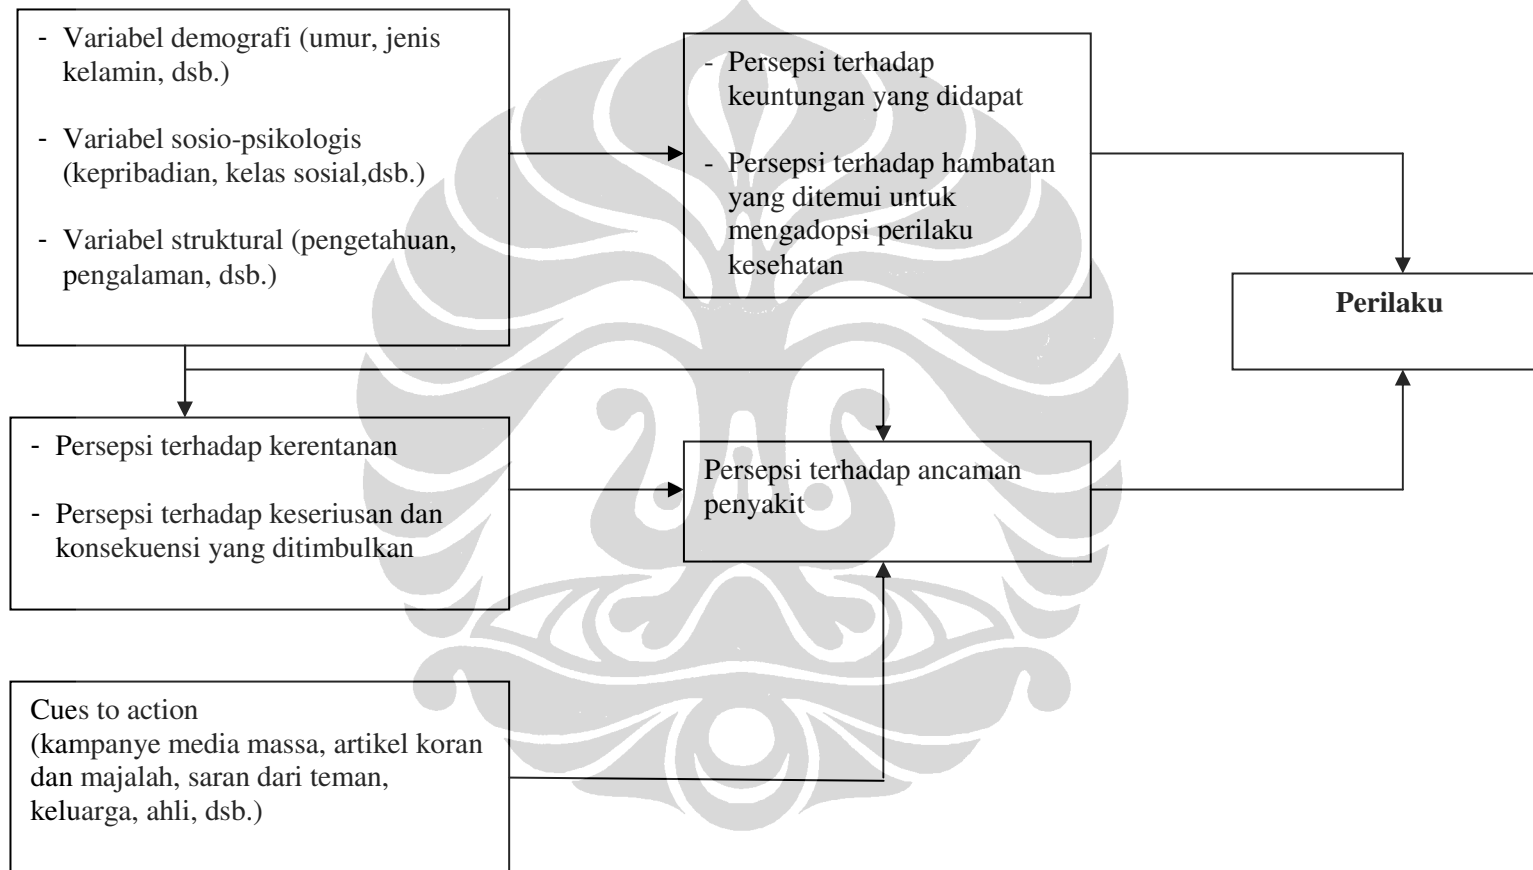 - Variabel demografi (umur, jenis
kelamin, dsb.)
- Variabel sosio-psikologis
(kepribadian, kelas sosial,dsb.)
- Variabel struktural (pengetahuan,
pengalaman, dsb.)
- Persepsi terhadap
keuntungan yang didapat
- Persepsi terhadap hambatan
yang ditemui untuk
mengadopsi perilaku
kesehatan
Perilaku
- Persepsi terhadap kerentanan
- Persepsi terhadap keseriusan dan
konsekuensi yang ditimbulkan
Persepsi terhadap ancaman
penyakit
Cues to action
(kampanye media massa, artikel koran
dan majalah, saran dari teman,
keluarga, ahli, dsb.)